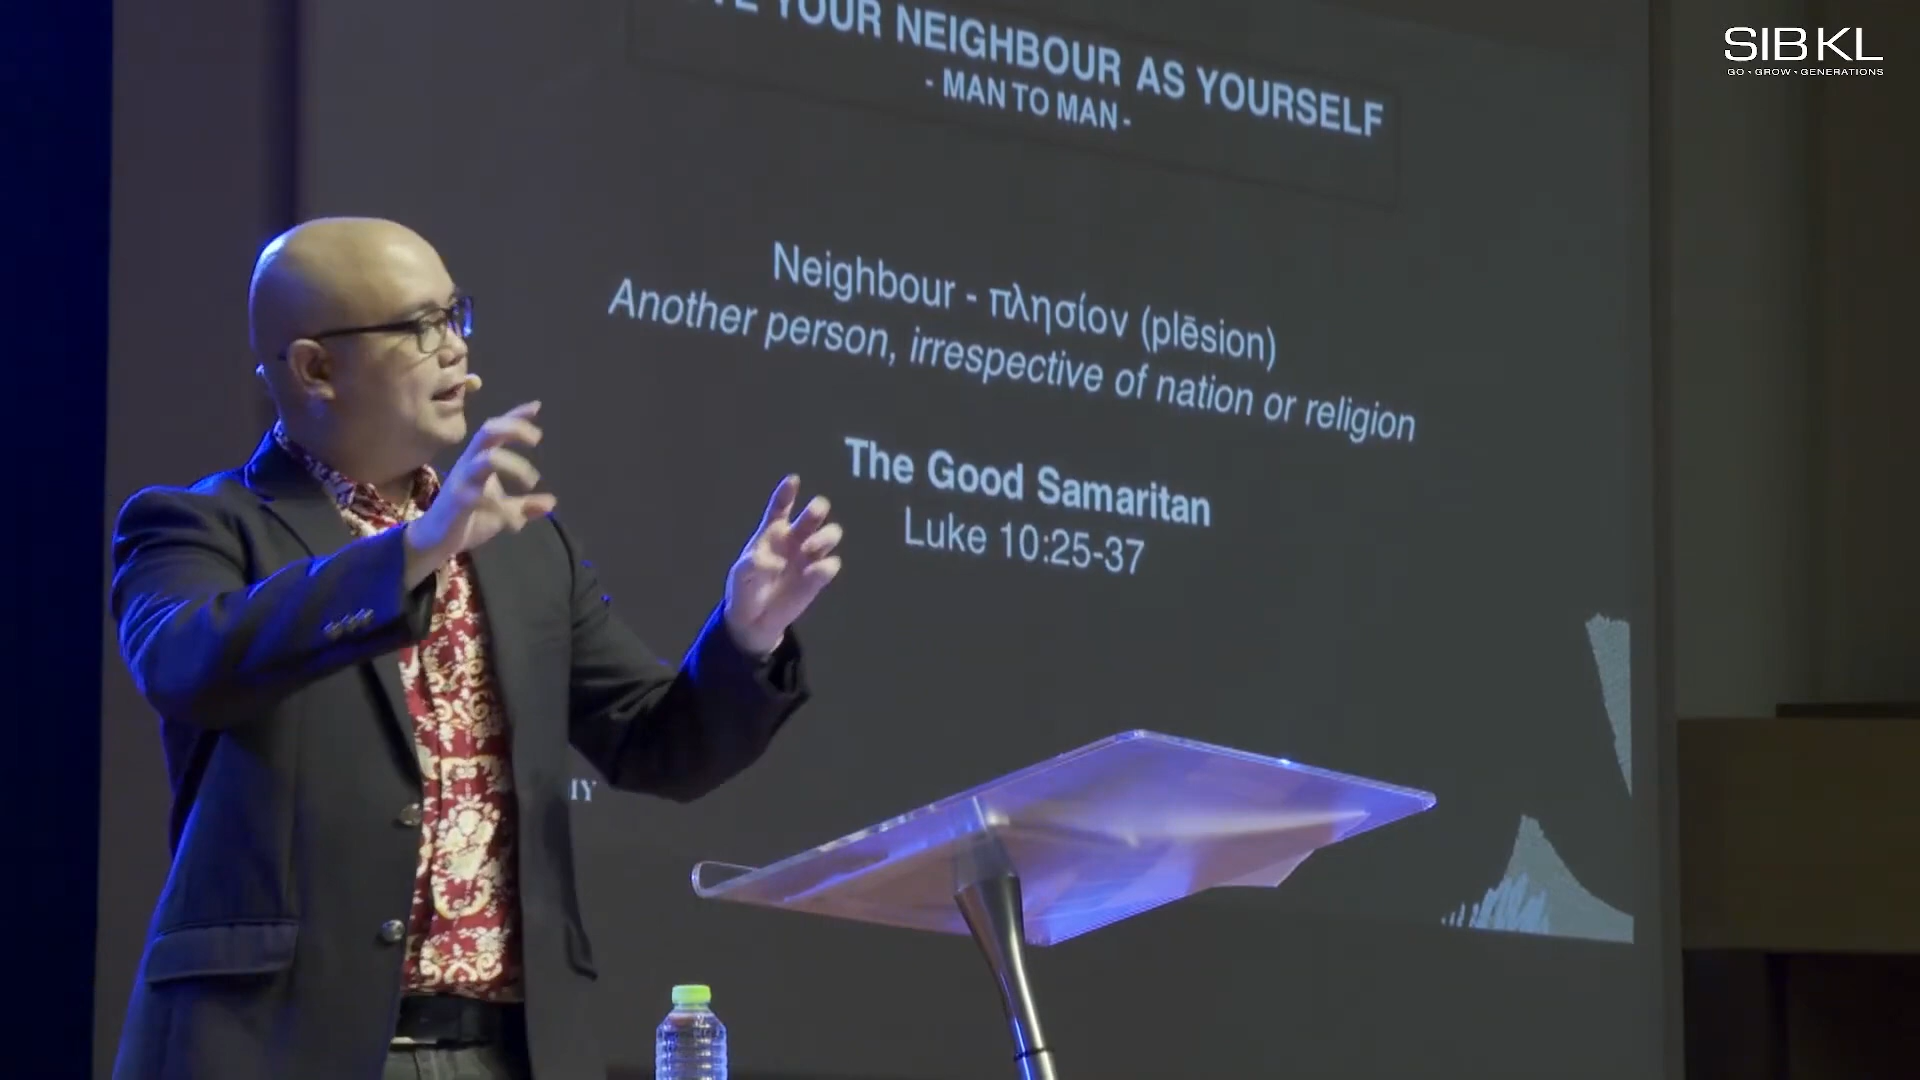 SIBKL
GO • GROW • GENERATIONS
YOUR NEIGHBOUR AS YOURSELF
- MAN TO MAN -
Neighbour - πλησίον (plēsion)
Another person, irrespective of nation or religion
The Good Samaritan
Luke 10:25-37